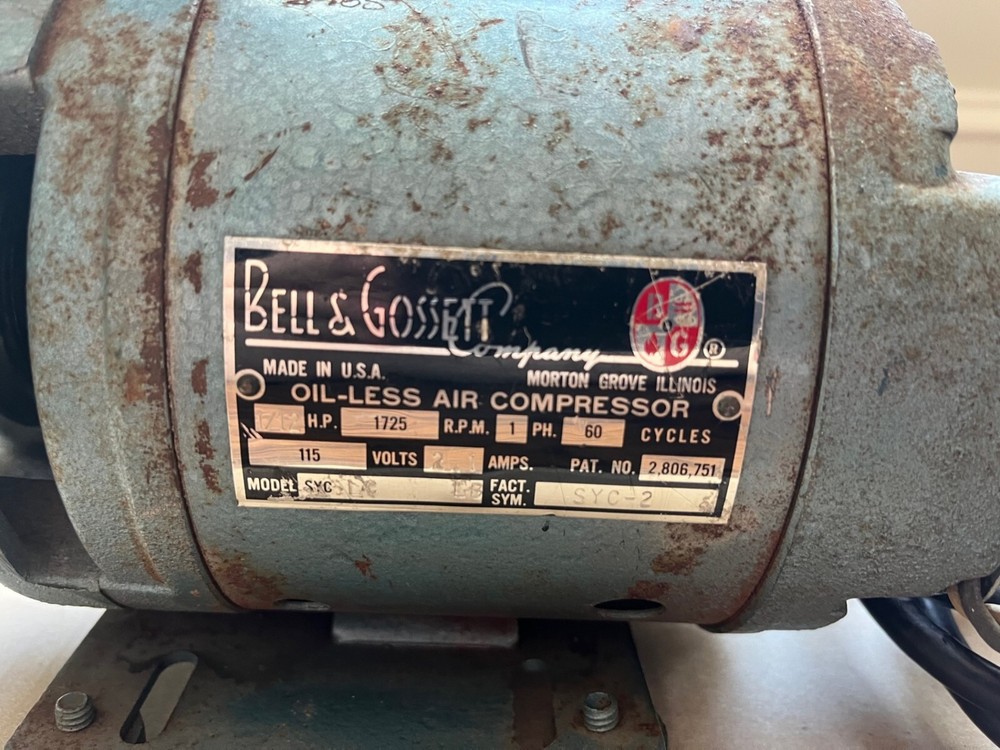 BELL & GOSSETT
Company
B & G ®
MADE IN U.S.A.
MORTON GROVE ILLINOIS
OIL-LESS AIR COMPRESSOR
H.P. 1725 R.P.M. 1 PH. 60 CYCLES
115 VOLTS AMPS. PAT. NO. 2,806,751
MODEL SYC FACT. SYM. SYC-2